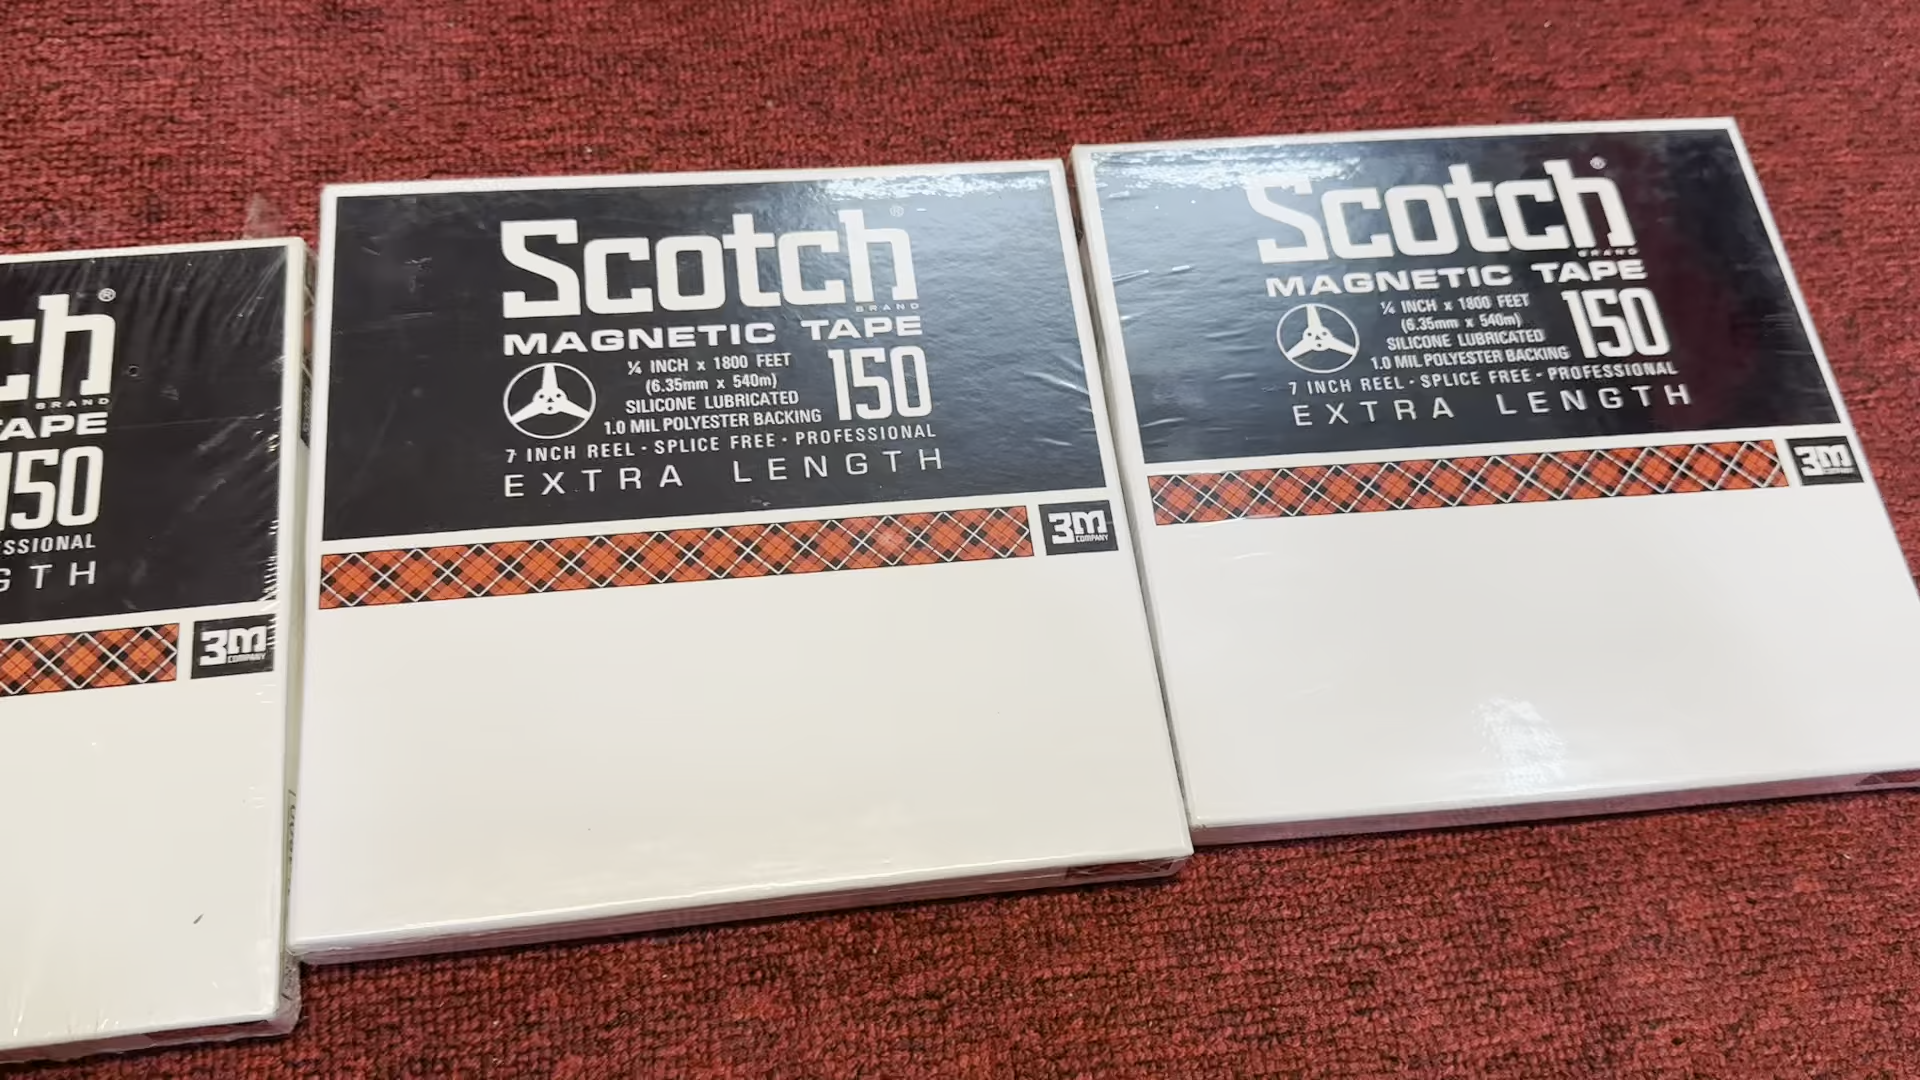 ch®
BRAND
TAPE
150
SSIONAL
GTH
3M
COMPANY
Scotch®
BRAND
MAGNETIC TAPE
¼ INCH x 1800 FEET
(6.35mm x 540m)
SILICONE LUBRICATED
1.0 MIL POLYESTER BACKING
150
7 INCH REEL · SPLICE FREE · PROFESSIONAL
EXTRA LENGTH
3M
COMPANY
Scotch®
BRAND
MAGNETIC TAPE
¼ INCH x 1800 FEET
(6.35mm x 540m)
SILICONE LUBRICATED
1.0 MIL POLYESTER BACKING
150
7 INCH REEL · SPLICE FREE · PROFESSIONAL
EXTRA LENGTH
3M
COMPANY